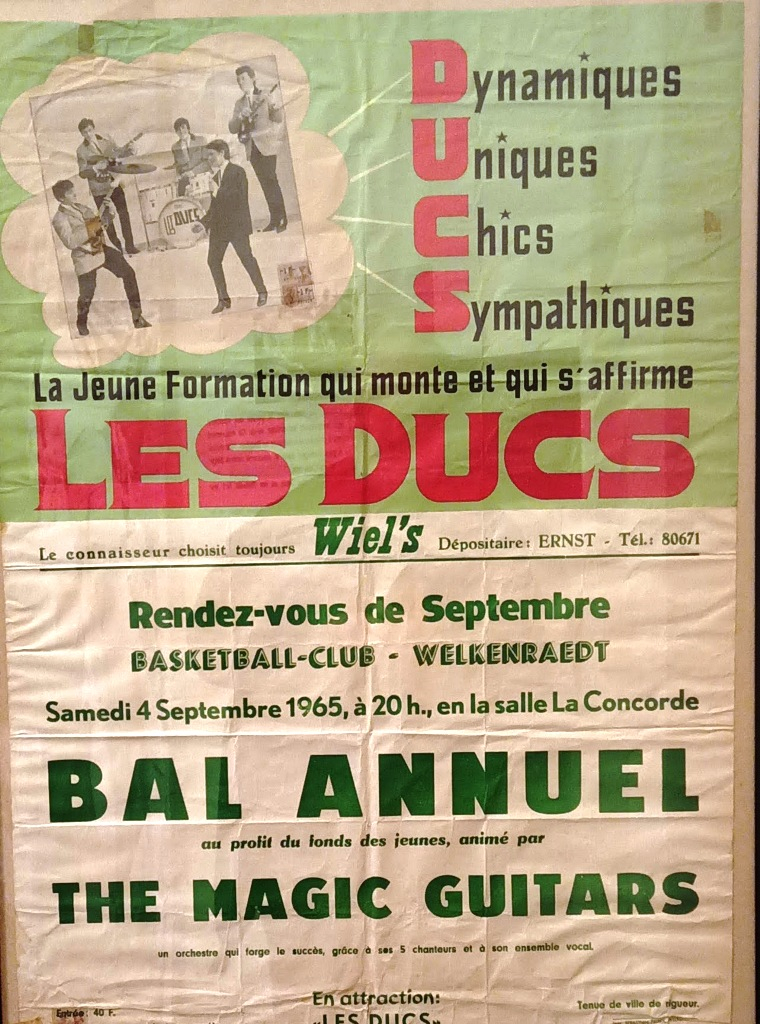 Dynamiques
Uniques
Chics
Sympathiques
LES DUCS
La Jeune Formation qui monte et qui s'affirme
LES DUCS
Le connaisseur choisit toujours Wiel's Dépositaire: ERNST - Tél.: 80671
Rendez-vous de Septembre
BASKETBALL-CLUB - WELKENRAEDT
Samedi 4 Septembre 1965, à 20 h., en la salle La Concorde
BAL ANNUEL
au profit du fonds des jeunes, animé par
THE MAGIC GUITARS
un orchestre qui forge le succès, grâce à ses 5 chanteurs et à son ensemble vocal.
En attraction:
Entrée: 40 F.
Tenue de ville de rigueur.
«LES DUCS»